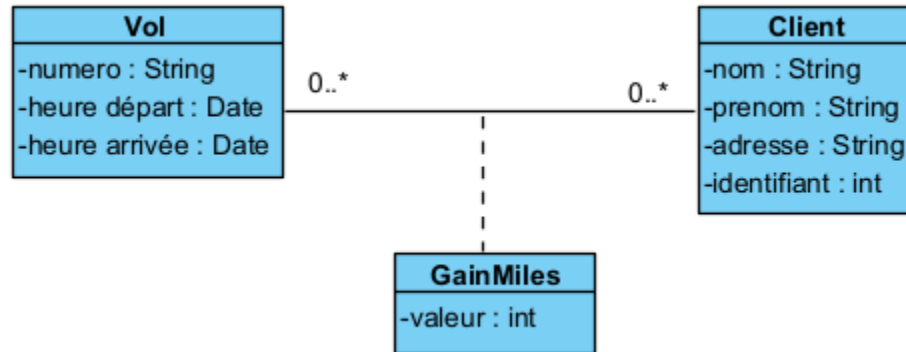 Vol
-numero : String
-heure départ : Date
-heure arrivée : Date
0..*
0..*
Client
-nom : String
-prenom : String
-adresse : String
-identifiant : int
GainMiles
-valeur : int